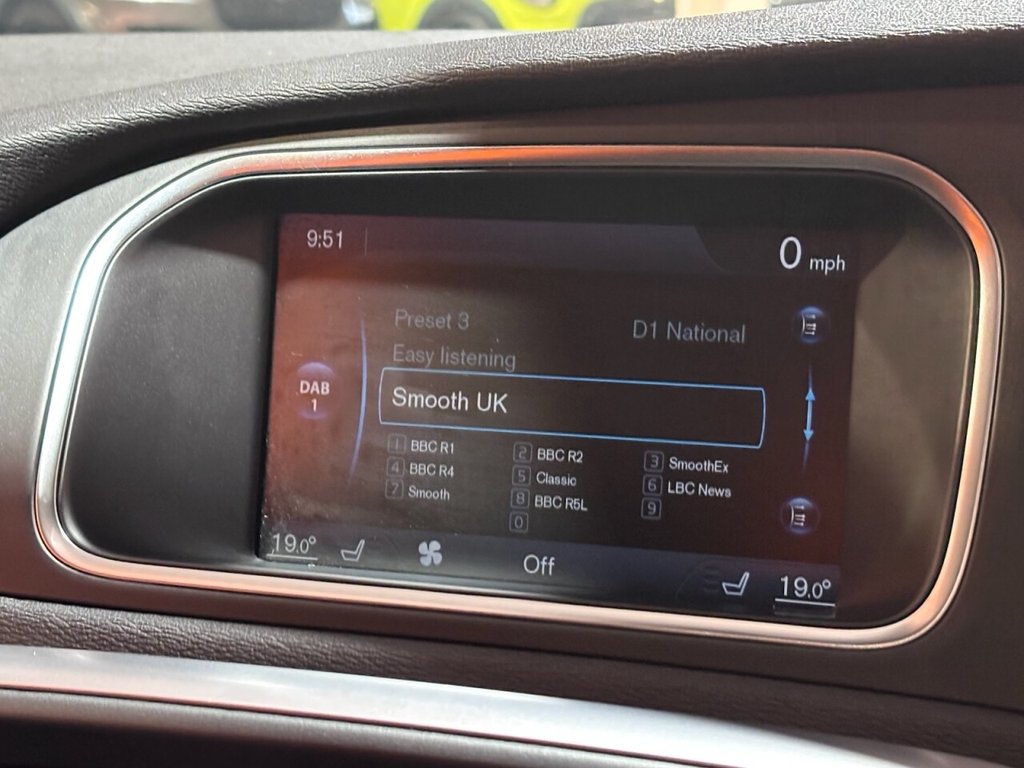 9:51
0 mph
Preset 3 D1 National
Easy listening
DAB
1
Smooth UK
1 BBC R1 2 BBC R2 3 SmoothEx
4 BBC R4 5 Classic 6 LBC News
7 Smooth 8 BBC R5L 9
0
19.0° Off 19.0°